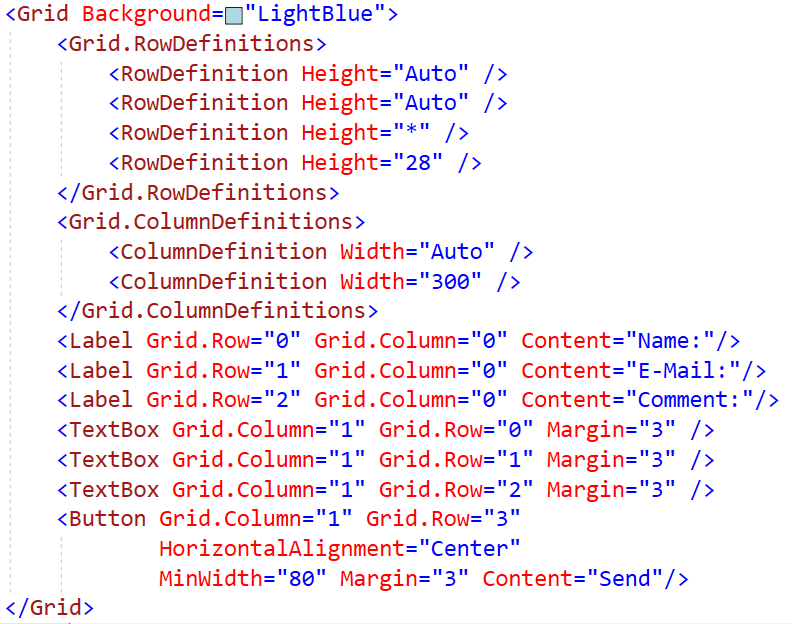 <Grid Background="LightBlue">
    <Grid.RowDefinitions>
        <RowDefinition Height="Auto" />
        <RowDefinition Height="Auto" />
        <RowDefinition Height="*" />
        <RowDefinition Height="28" />
    </Grid.RowDefinitions>
    <Grid.ColumnDefinitions>
        <ColumnDefinition Width="Auto" />
        <ColumnDefinition Width="300" />
    </Grid.ColumnDefinitions>
    <Label Grid.Row="0" Grid.Column="0" Content="Name:"/>
    <Label Grid.Row="1" Grid.Column="0" Content="E-Mail:"/>
    <Label Grid.Row="2" Grid.Column="0" Content="Comment:"/>
    <TextBox Grid.Column="1" Grid.Row="0" Margin="3" />
    <TextBox Grid.Column="1" Grid.Row="1" Margin="3" />
    <TextBox Grid.Column="1" Grid.Row="2" Margin="3" />
    <Button Grid.Column="1" Grid.Row="3"
            HorizontalAlignment="Center"
            MinWidth="80" Margin="3" Content="Send"/>
</Grid>